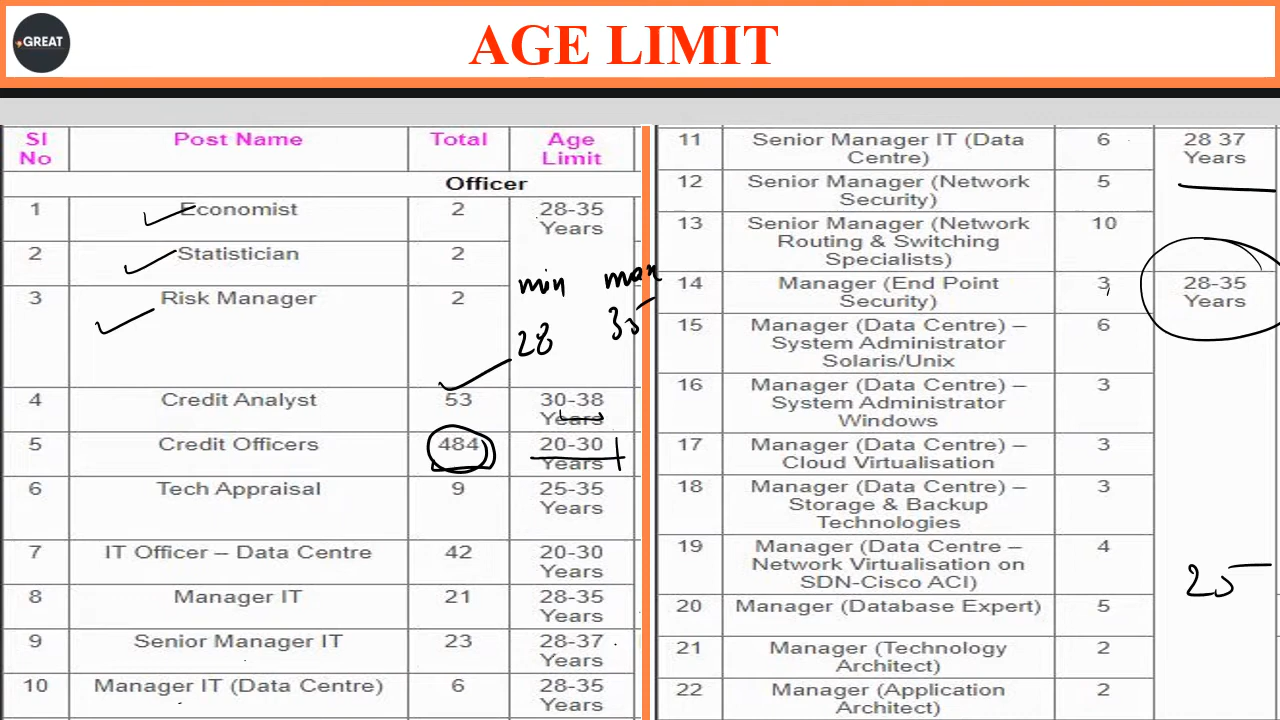 GREAT
AGE LIMIT
Sl No Post Name Total Age Limit
Officer
1 Economist 2 28-35 Years
2 Statistician 2
3 Risk Manager 2
min max
28 35
4 Credit Analyst 53 30-38 Years
5 Credit Officers 484 20-30 Years
6 Tech Appraisal 9 25-35 Years
7 IT Officer – Data Centre 42 20-30 Years
8 Manager IT 21 28-35 Years
9 Senior Manager IT 23 28-37 Years
10 Manager IT (Data Centre) 6 28-35 Years
11 Senior Manager IT (Data Centre) 6 28 37 Years
12 Senior Manager (Network Security) 5
13 Senior Manager (Network Routing & Switching Specialists) 10
14 Manager (End Point Security) 3 28-35 Years
15 Manager (Data Centre) – System Administrator Solaris/Unix 6
16 Manager (Data Centre) – System Administrator Windows 3
17 Manager (Data Centre) – Cloud Virtualisation 3
18 Manager (Data Centre) – Storage & Backup Technologies 3
19 Manager (Data Centre – Network Virtualisation on SDN-Cisco ACI) 4
25
20 Manager (Database Expert) 5
21 Manager (Technology Architect) 2
22 Manager (Application Architect) 2